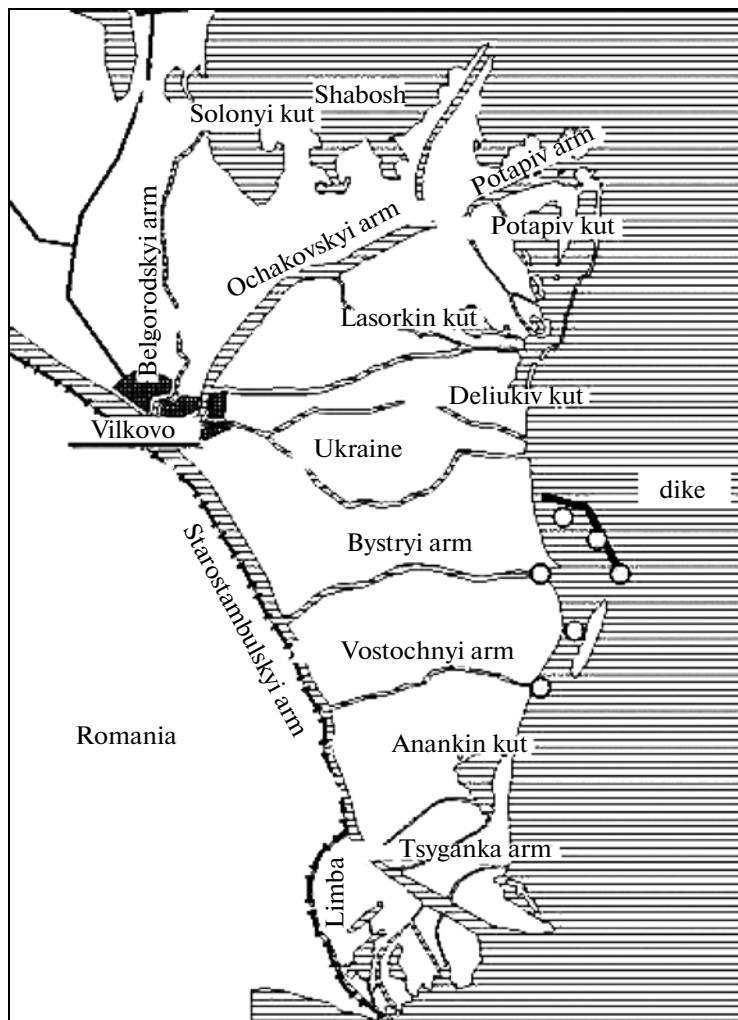 Shabosh
Solonyi kut
Potapiv arm
Potapiv kut
Belgorodskyi arm
Ochakovskyi arm
Lasorkin kut
Deliukiv kut
Vilkovo
Ukraine
dike
Bystryi arm
Starostambulskyi arm
Vostochnyi arm
Romania
Anankin kut
Tsyganka arm
Limba